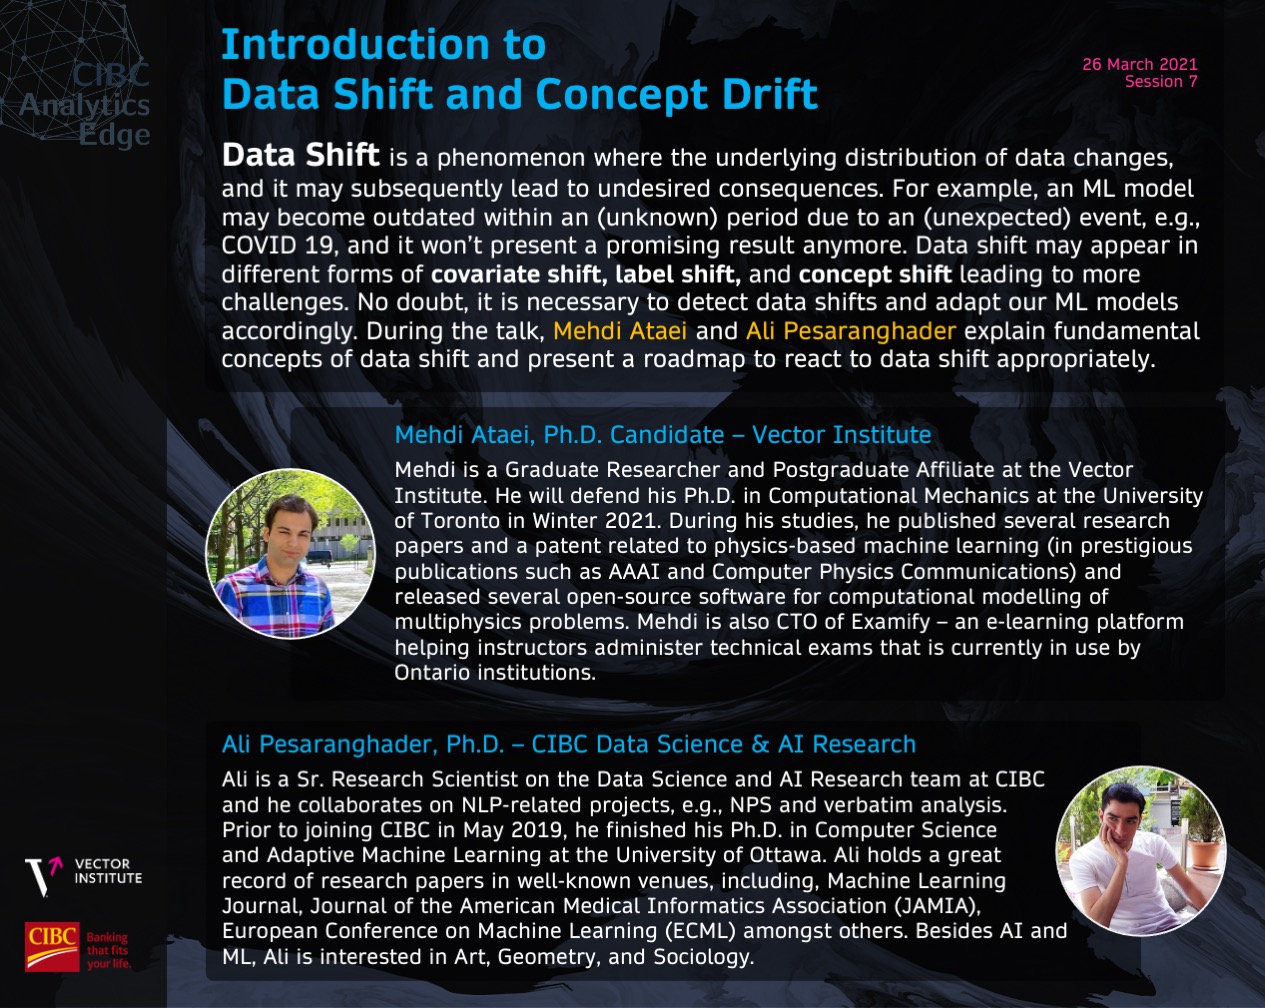 CIBC
Analytics
Edge
Introduction to
Data Shift and Concept Drift
26 March 2021
Session 7
Data Shift is a phenomenon where the underlying distribution of data changes,
and it may subsequently lead to undesired consequences. For example, an ML model
may become outdated within an (unknown) period due to an (unexpected) event, e.g.,
COVID 19, and it won't present a promising result anymore. Data shift may appear in
different forms of covariate shift, label shift, and concept shift leading to more
challenges. No doubt, it is necessary to detect data shifts and adapt our ML models
accordingly. During the talk, Mehdi Ataei and Ali Pesaranghader explain fundamental
concepts of data shift and present a roadmap to react to data shift appropriately.
Mehdi Ataei, Ph.D. Candidate – Vector Institute
Mehdi is a Graduate Researcher and Postgraduate Affiliate at the Vector
Institute. He will defend his Ph.D. in Computational Mechanics at the University
of Toronto in Winter 2021. During his studies, he published several research
papers and a patent related to physics-based machine learning (in prestigious
publications such as AAAI and Computer Physics Communications) and
released several open-source software for computational modelling of
multiphysics problems. Mehdi is also CTO of Examify – an e-learning platform
helping instructors administer technical exams that is currently in use by
Ontario institutions.
Ali Pesaranghader, Ph.D. – CIBC Data Science & AI Research
Ali is a Sr. Research Scientist on the Data Science and AI Research team at CIBC
and he collaborates on NLP-related projects, e.g., NPS and verbatim analysis.
Prior to joining CIBC in May 2019, he finished his Ph.D. in Computer Science
and Adaptive Machine Learning at the University of Ottawa. Ali holds a great
record of research papers in well-known venues, including, Machine Learning
Journal, Journal of the American Medical Informatics Association (JAMIA),
European Conference on Machine Learning (ECML) amongst others. Besides AI and
ML, Ali is interested in Art, Geometry, and Sociology.
VECTOR
INSTITUTE
CIBC
Banking
that fits
your life.